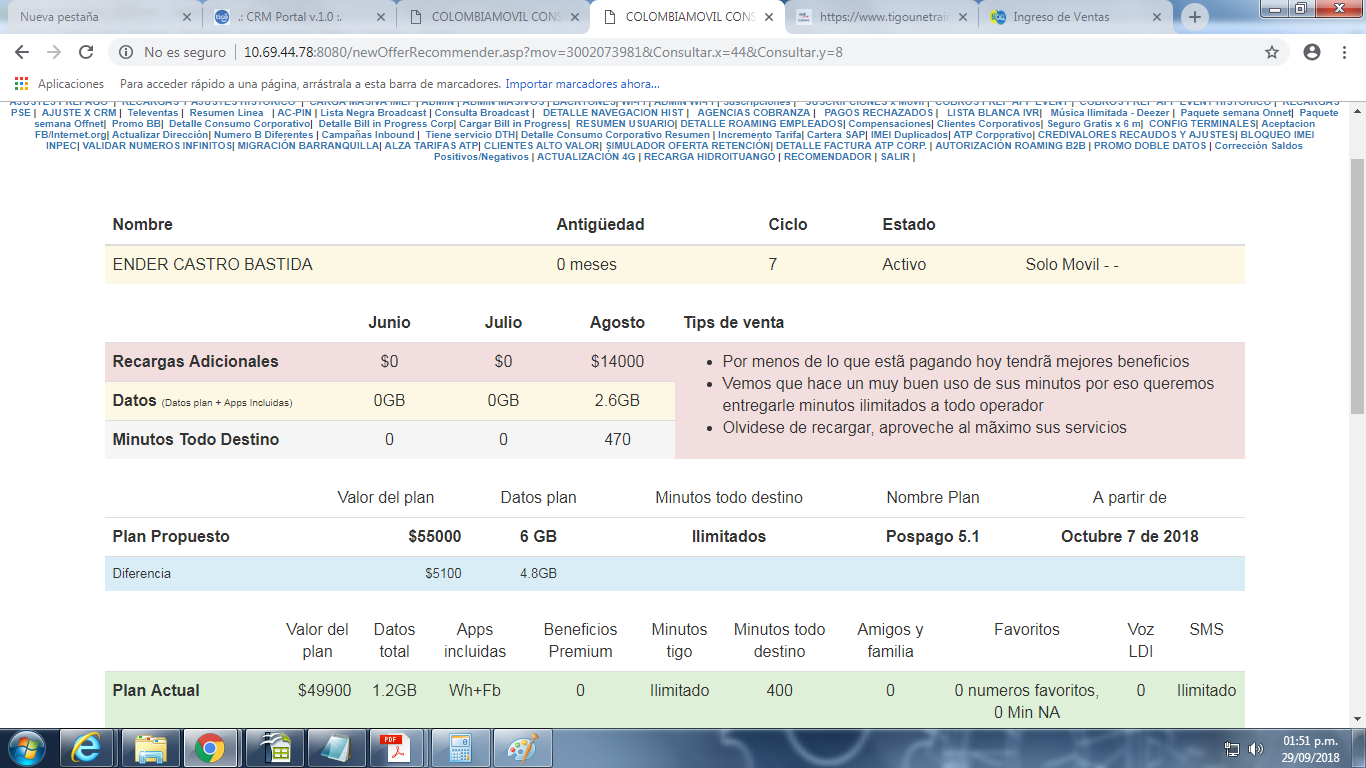 Nueva pestaña
.: CRM Portal v.1.0 :.
COLOMBIAMOVIL CONS
COLOMBIAMOVIL CONS
https://www.tigounetrai
Ingreso de Ventas
No es seguro | 10.69.44.78:8080/newOfferRecommender.asp?mov=3002073981&Consultar.x=44&Consultar.y=8
Aplicaciones Para acceder rápido a una página, arrástrala a esta barra de marcadores. Importar marcadores ahora...
AJUSTES PREPAGO | RECARGAS Y AJUSTES HISTORICO | CARGA MASIVA IMEI | ADMIN | ADMIN MASIVOS | BACKTONES| WI-FI | ADMIN WI-FI | Suscripciones | SUSCRIPCIONES X Movil | COBROS PREP APP EVENT | COBROS PREP APP EVENT HISTORICO | RECARGAS
PSE | AJUSTE X CRM | Televentas | Resumen Linea | AC-PIN | Lista Negra Broadcast | Consulta Broadcast | DETALLE NAVEGACION HIST | AGENCIAS COBRANZA | PAGOS RECHAZADOS | LISTA BLANCA IVR| Música Ilimitada - Deezer | Paquete semana Onnet| Paquete
semana Offnet| Promo BB| Detalle Consumo Corporativo| Detalle Bill in Progress Corp| Cargar Bill in Progress| RESUMEN USUARIO| DETALLE ROAMING EMPLEADOS| Compensaciones| Clientes Corporativos| Seguro Gratis x 6 m| CONFIG TERMINALES| Aceptacion
FB/Internet.org| Actualizar Dirección| Numero B Diferentes | Campañas Inbound | Tiene servicio DTH| Detalle Consumo Corporativo Resumen | Incremento Tarifa| Cartera SAP| IMEI Duplicados| ATP Corporativo| CREDIVALORES RECAUDOS Y AJUSTES| BLOQUEO IMEI
INPEC| VALIDAR NUMEROS INFINITOS| MIGRACIÓN BARRANQUILLA| ALZA TARIFAS ATP| CLIENTES ALTO VALOR| SIMULADOR OFERTA RETENCIÓN| DETALLE FACTURA ATP CORP. | AUTORIZACIÓN ROAMING B2B | PROMO DOBLE DATOS | Corrección Saldos
Positivos/Negativos | ACTUALIZACIÓN 4G | RECARGA HIDROITUANGO | RECOMENDADOR | SALIR |
Nombre Antigüedad Ciclo Estado
ENDER CASTRO BASTIDA 0 meses 7 Activo Solo Movil - -
Junio Julio Agosto Tips de venta
Recargas Adicionales $0 $0 $14000
Datos (Datos plan + Apps Incluidas) 0GB 0GB 2.6GB
Minutos Todo Destino 0 0 470
• Por menos de lo que estã pagando hoy tendrã mejores beneficios
• Vemos que hace un muy buen uso de sus minutos por eso queremos
entregarle minutos ilimitados a todo operador
• Olvidese de recargar, aproveche al mãximo sus servicios
Valor del plan Datos plan Minutos todo destino Nombre Plan A partir de
Plan Propuesto $55000 6 GB Ilimitados Pospago 5.1 Octubre 7 de 2018
Diferencia $5100 4.8GB
Valor del Datos Apps Beneficios Minutos Minutos todo Amigos y Favoritos Voz SMS
plan total incluidas Premium tigo destino familia LDI
Plan Actual $49900 1.2GB Wh+Fb 0 Ilimitado 400 0 0 numeros favoritos, 0 Ilimitado
0 Min NA
01:51 p.m.
29/09/2018